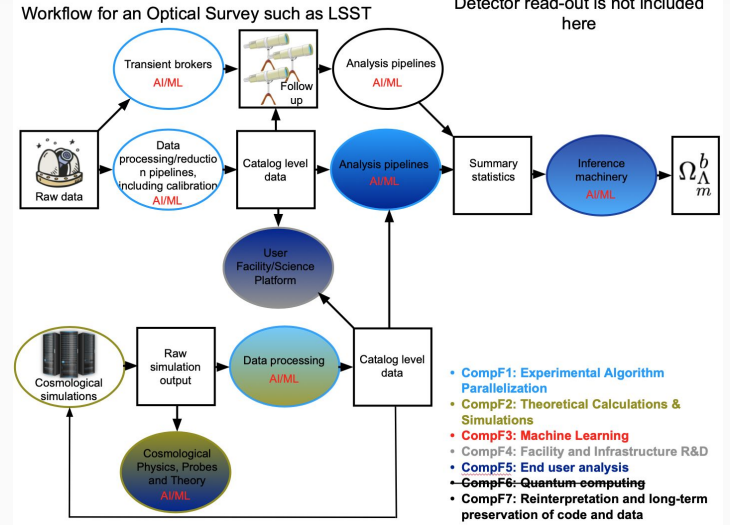 Workflow for an Optical Survey such as LSST
Detector read-out is not included
here
Transient brokers
AI/ML
Follow
up
Analysis pipelines
AI/ML
Raw data
Data
processing/reductio
n pipelines,
including calibration
AI/ML
Catalog level
data
Analysis pipelines
AI/ML
Summary
statistics
Inference
machinery
AI/ML
Ω b Λ m
User
Facility/Science
Platform
Cosmological
simulations
Raw
simulation
output
Data processing
AI/ML
Catalog level
data
Cosmological
Physics, Probes
and Theory
AI/ML
• CompF1: Experimental Algorithm
Parallelization
• CompF2: Theoretical Calculations &
Simulations
• CompF3: Machine Learning
• CompF4: Facility and Infrastructure R&D
• CompF5: End user analysis
• CompF6: Quantum computing
• CompF7: Reinterpretation and long-term
preservation of code and data